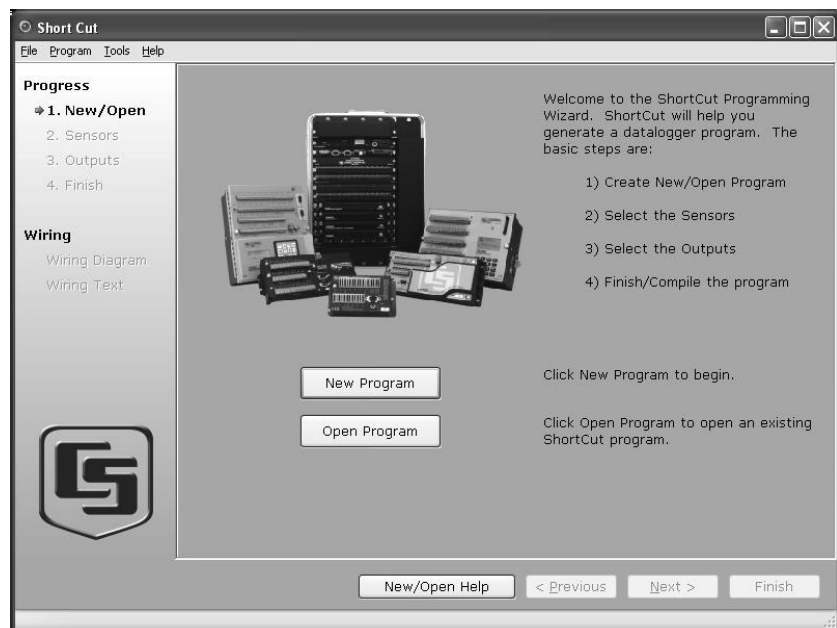 Short Cut
File Program Tools Help
Progress
1. New/Open
2. Sensors
3. Outputs
4. Finish
Wiring
Wiring Diagram
Wiring Text
CS
Welcome to the ShortCut Programming
Wizard. ShortCut will help you
generate a datalogger program. The
basic steps are:
1) Create New/Open Program
2) Select the Sensors
3) Select the Outputs
4) Finish/Compile the program
New Program
Click New Program to begin.
Open Program
Click Open Program to open an existing
ShortCut program.
New/Open Help
< Previous
Next >
Finish